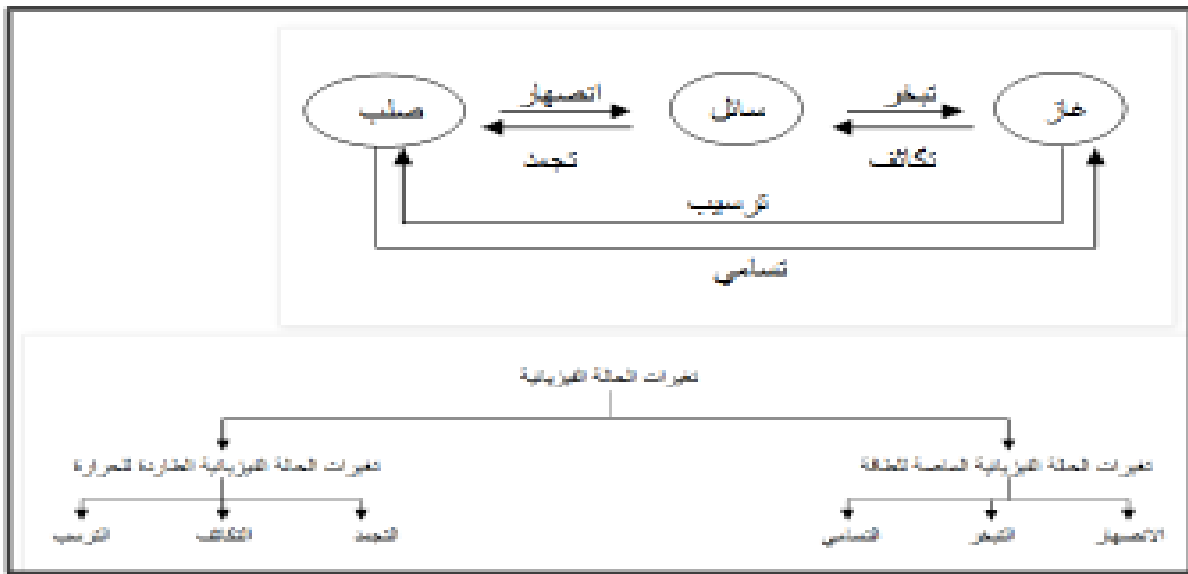 انصهار
تبخر
صلب
سائل
غاز
تجمد
تكاثف
ترسيب
تسامي
تغيرات الحالة الفيزيائية
تغيرات الحالة الفيزيائية الماصة للطاقة
تغيرات الحالة الفيزيائية الطاردة للحرارة
الانصهار
التبخر
التسامي
التجمد
التكاثف
الترسب